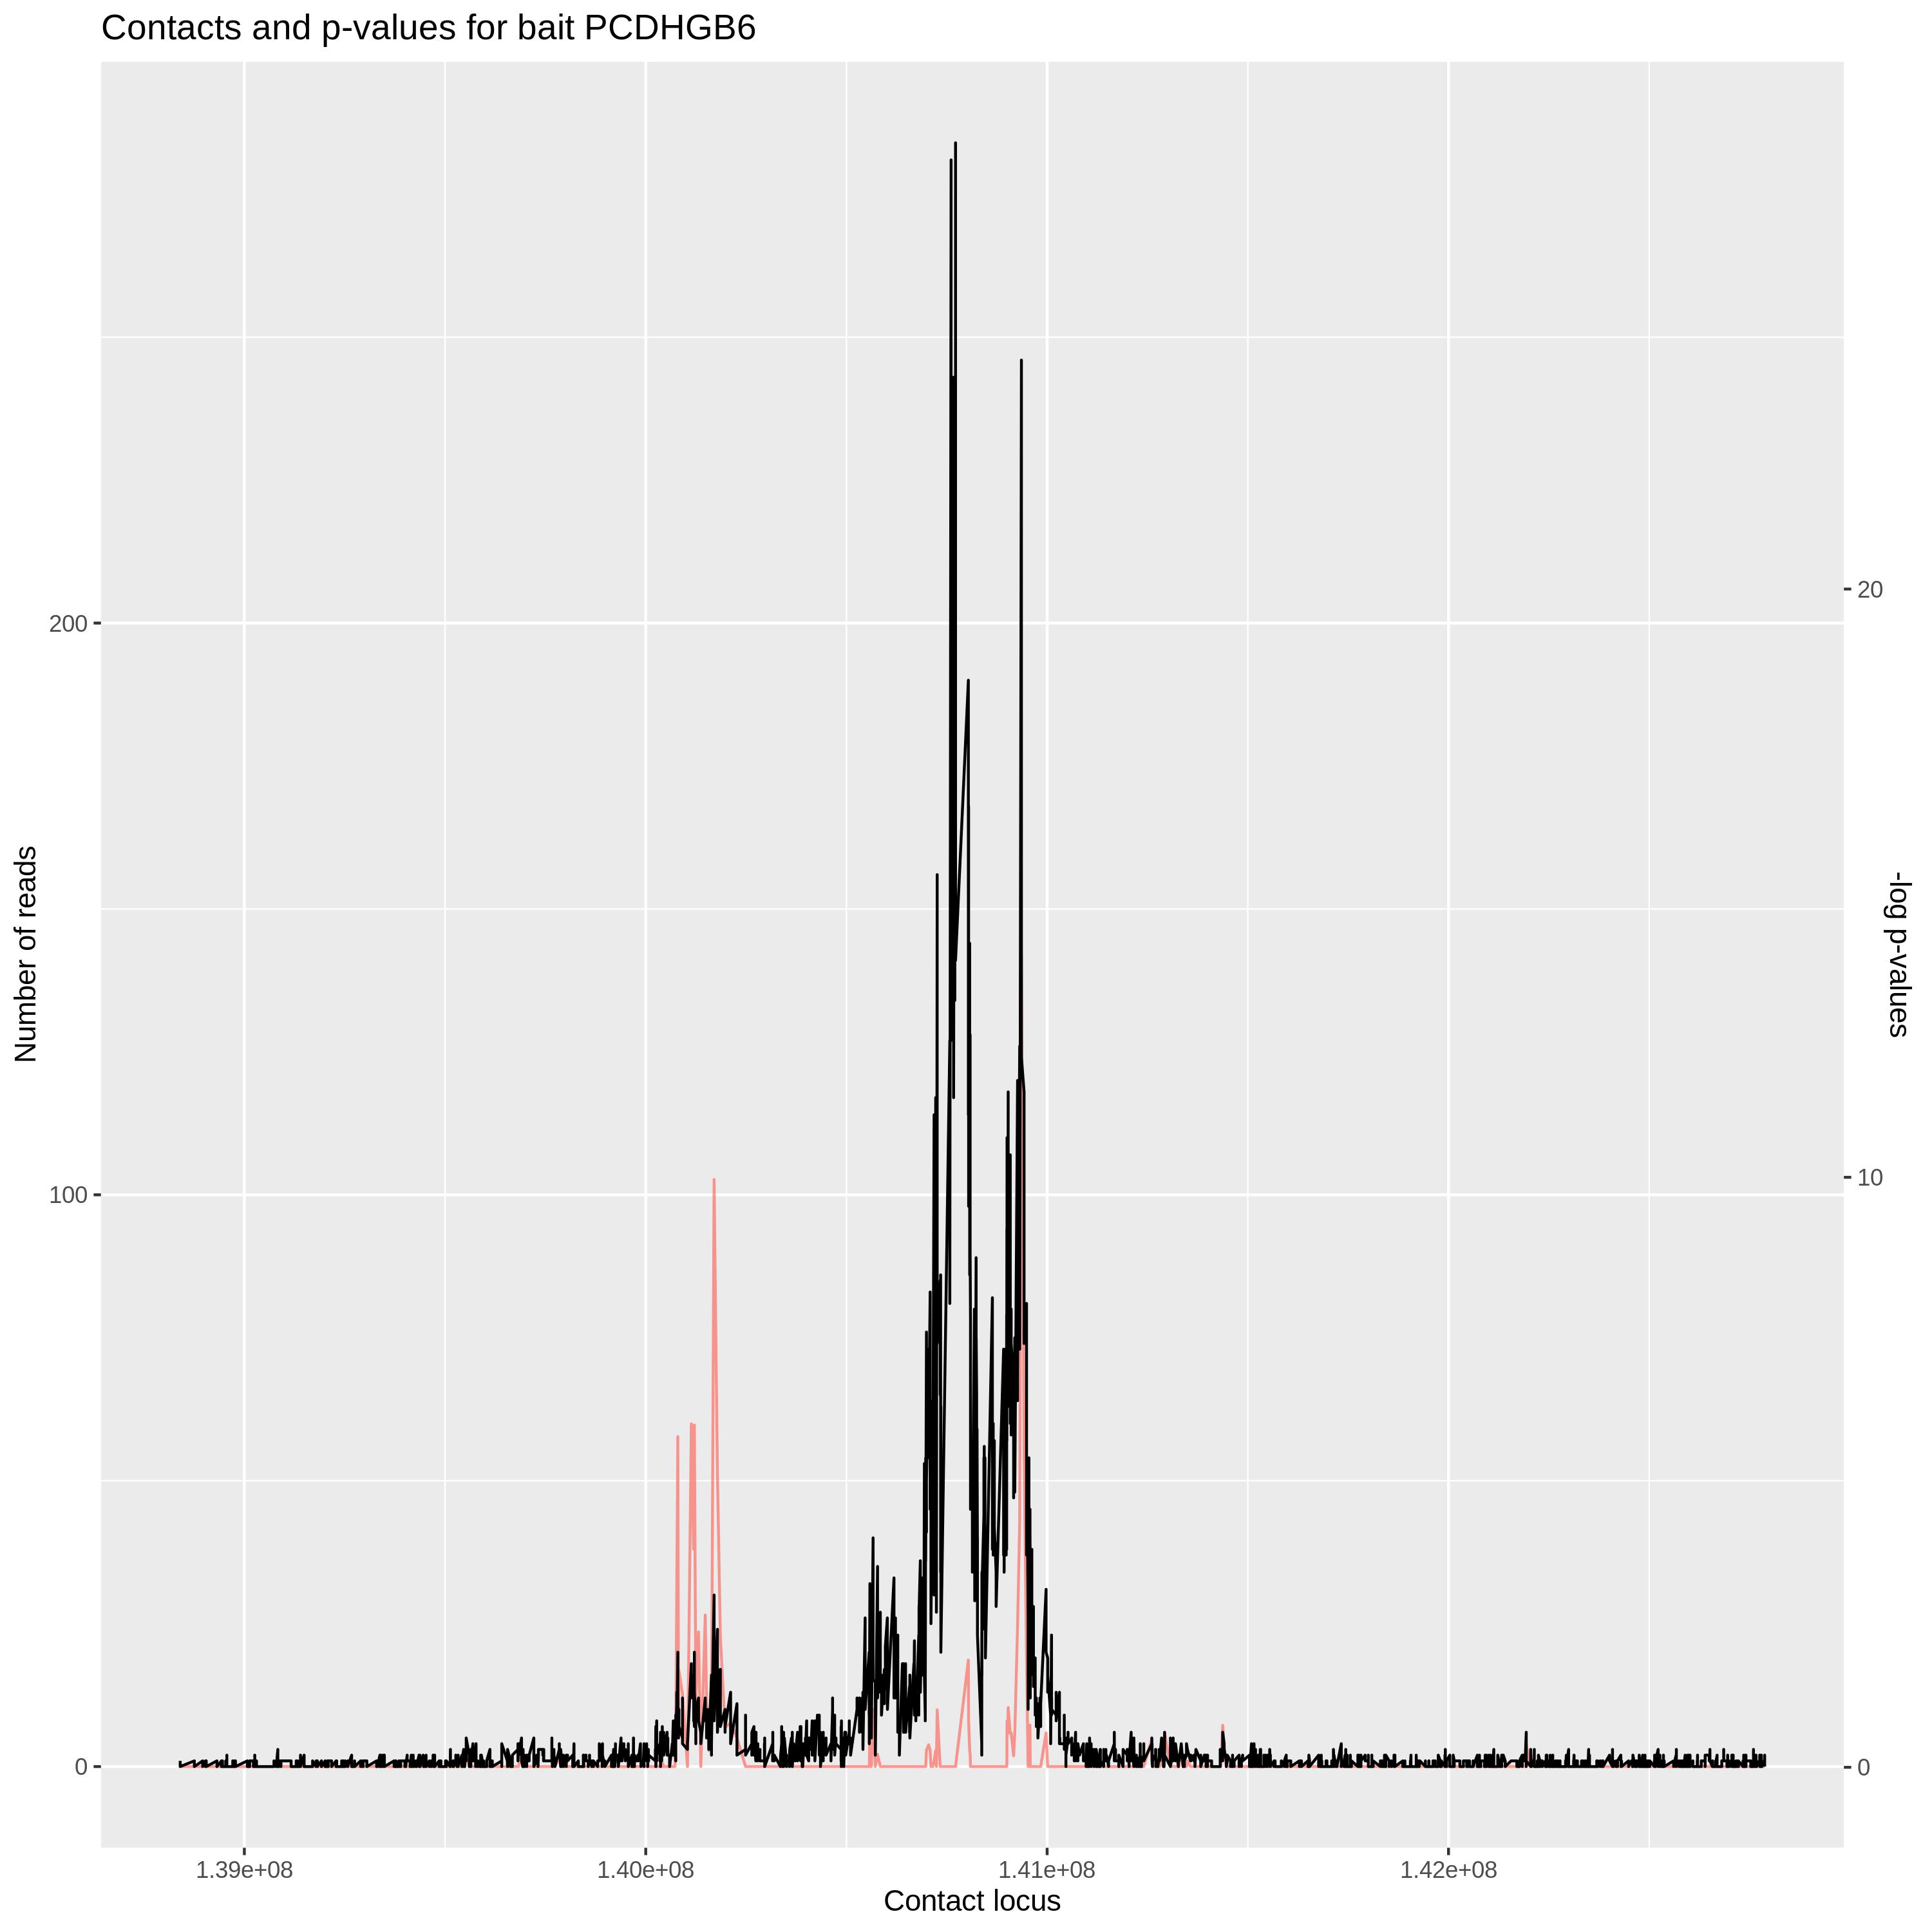 Contacts and p-values for bait PCDHGB6
Number of reads
200
100
0
20
10
0
-log p-values
1.39e+08
1.40e+08
1.41e+08
1.42e+08
Contact locus